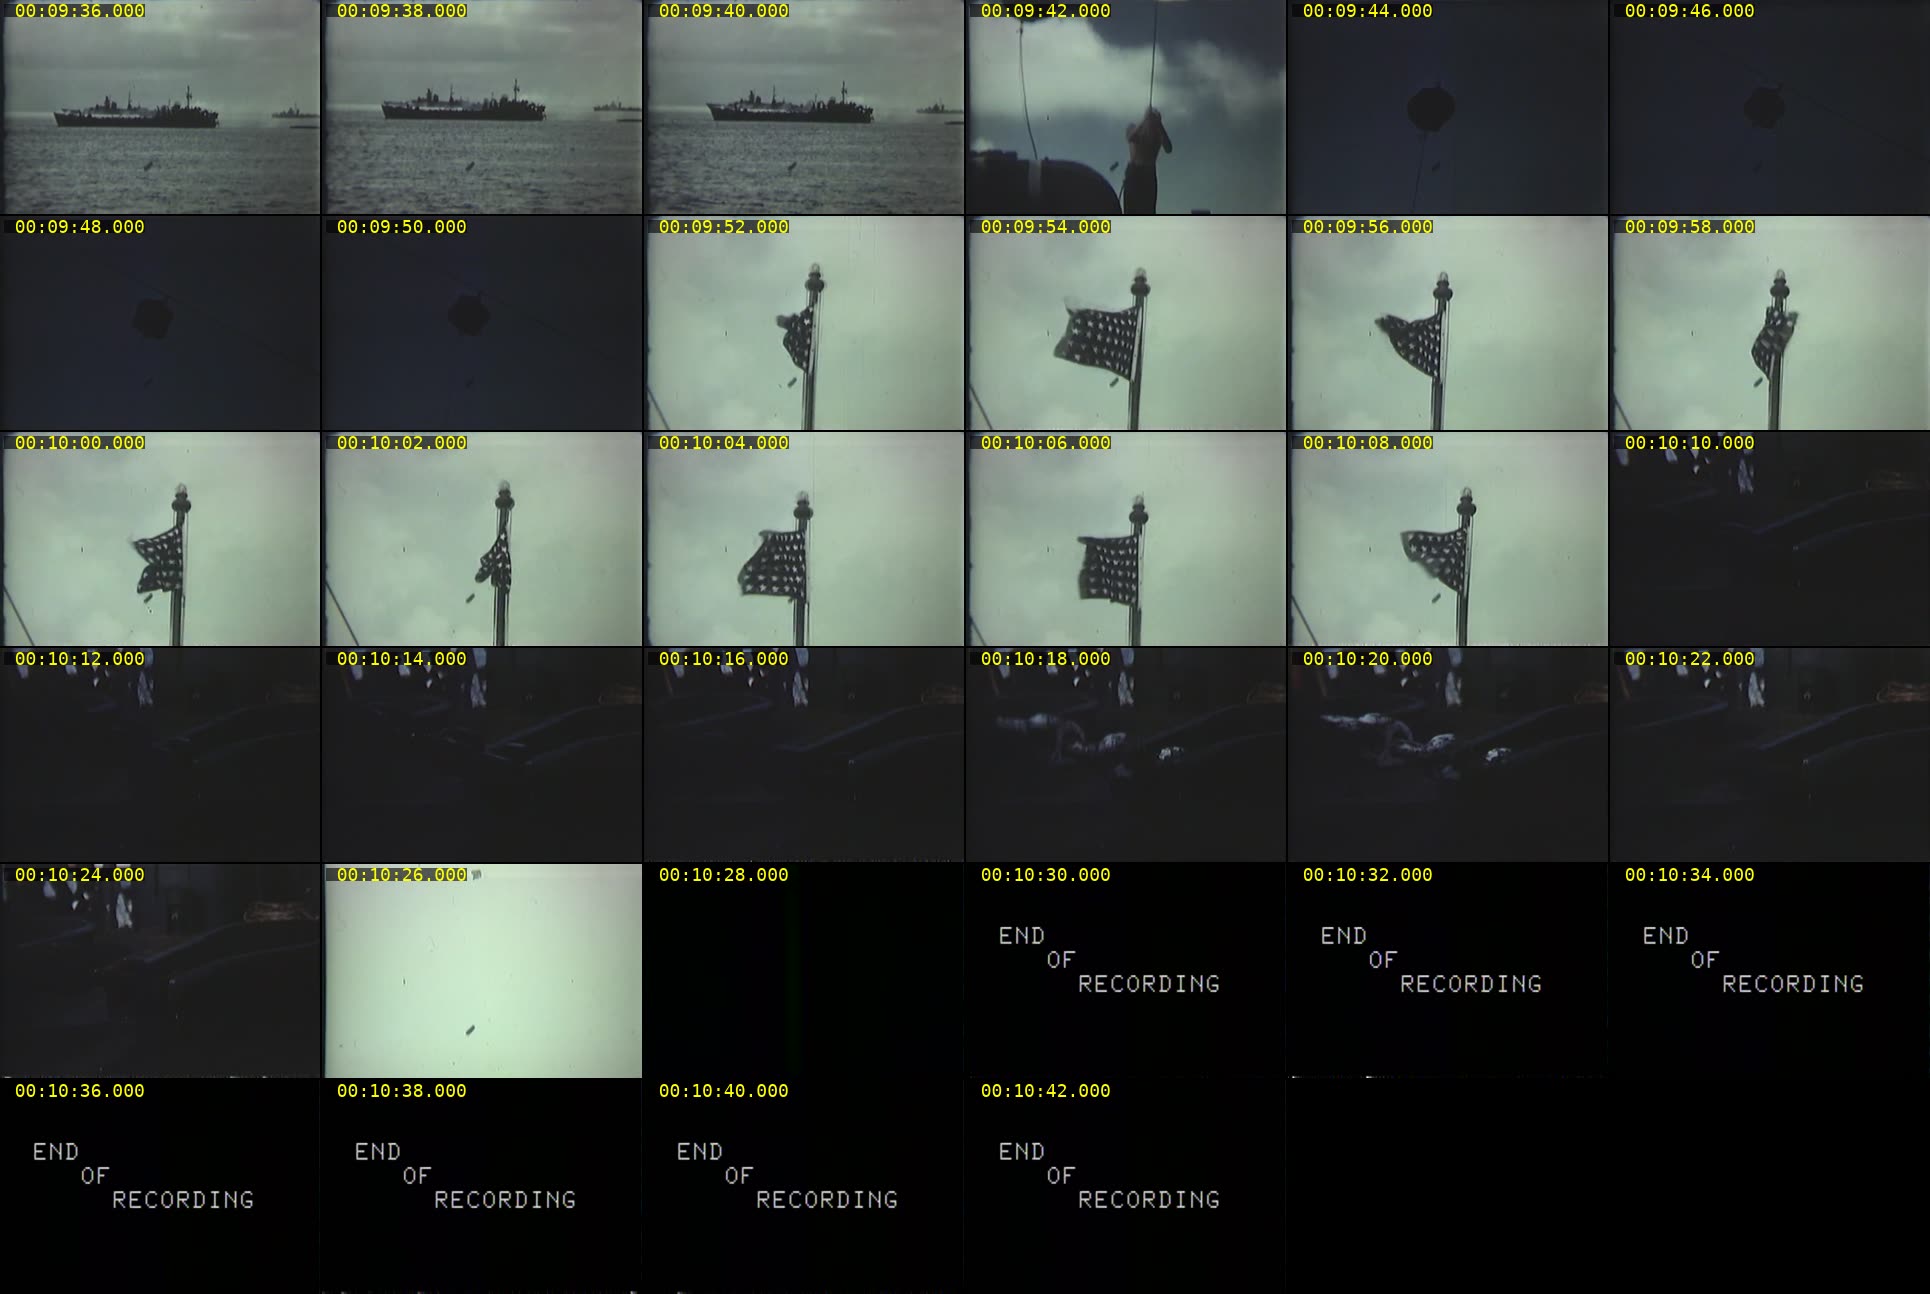 00:09:36.000 00:09:38.000 00:09:40.000 00:09:42.000 00:09:44.000 00:09:46.000
00:09:48.000 00:09:50.000 00:09:52.000 00:09:54.000 00:09:56.000 00:09:58.000
00:10:00.000 00:10:02.000 00:10:04.000 00:10:06.000 00:10:08.000 00:10:10.000
00:10:12.000 00:10:14.000 00:10:16.000 00:10:18.000 00:10:20.000 00:10:22.000
00:10:24.000 00:10:26.000 00:10:28.000 00:10:30.000 00:10:32.000 00:10:34.000
END END END
OF OF OF
RECORDING RECORDING RECORDING
00:10:36.000 00:10:38.000 00:10:40.000 00:10:42.000
END END END END
OF OF OF OF
RECORDING RECORDING RECORDING RECORDING